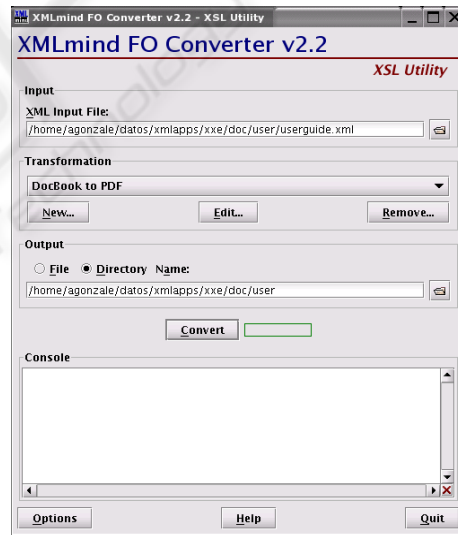 XMLmind FO Converter v2.2 - XSL Utility
XMLmind FO Converter v2.2
XSL Utility
Input
XML Input File:
/home/agonzale/datos/xmlapps/xxe/doc/user/userguide.xml
Transformation
DocBook to PDF
New... Edit... Remove...
Output
File Directory Name:
/home/agonzale/datos/xmlapps/xxe/doc/user
Convert
Console
Options Help Quit